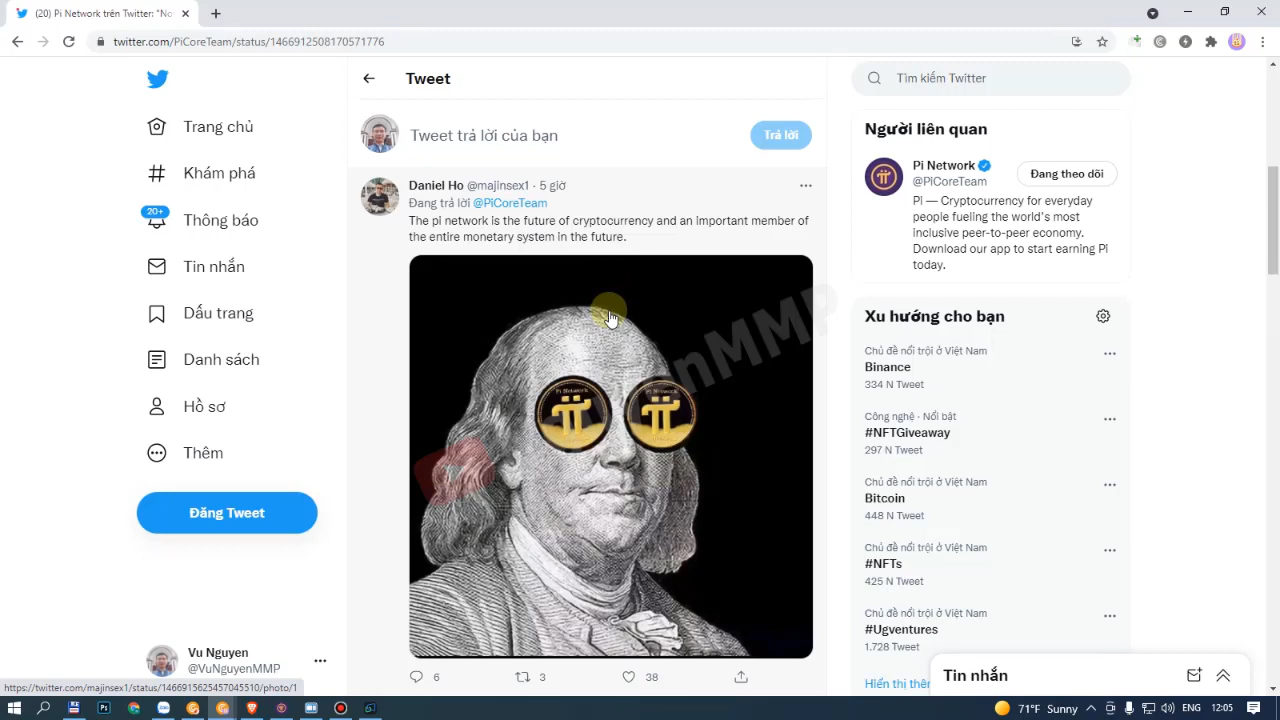 (20) Pi Network trên Twitter: "No
twitter.com/PiCoreTeam/status/1466912508170571776
Trang chủ
Khám phá
20+
Thông báo
Tin nhắn
Dấu trang
Danh sách
Hồ sơ
Thêm
Đăng Tweet
Vu Nguyen
@VuNguyenMMP
https://twitter.com/majinsex1/status/1466915625457045510/photo/1
Tweet
Tweet trả lời của bạn
Trả lời
Daniel Ho @majinsex1 · 5 giờ
Đang trả lời @PiCoreTeam
The pi network is the future of cryptocurrency and an important member of
the entire monetary system in the future.
Pi Network
Pi Network
nMMP
6
3
38
Tìm kiếm Twitter
Người liên quan
Pi Network
@PiCoreTeam
Đang theo dõi
Pi — Cryptocurrency for everyday
people fueling the world's most
inclusive peer-to-peer economy.
Download our app to start earning Pi
today.
Xu hướng cho bạn
Chủ đề nổi trội ở Việt Nam
Binance
334 N Tweet
Công nghệ · Nổi bật
#NFTGiveaway
297 N Tweet
Chủ đề nổi trội ở Việt Nam
Bitcoin
448 N Tweet
Chủ đề nổi trội ở Việt Nam
#NFTs
425 N Tweet
Chủ đề nổi trội ở Việt Nam
#Ugventures
1.728 Tweet
Hiển thị thêm
Tin nhắn
71°F Sunny
12:05